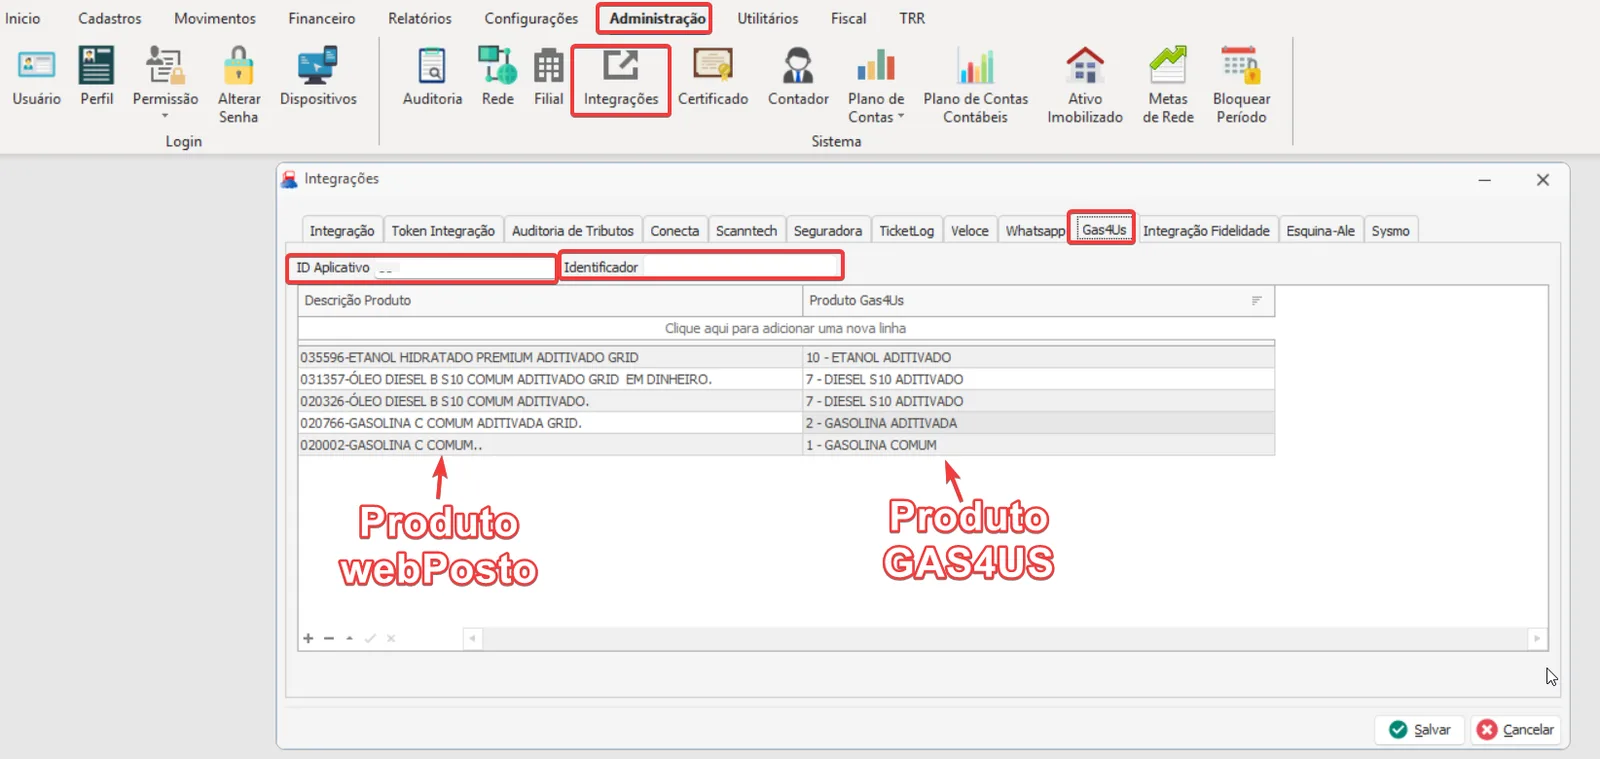 Inicio Cadastros Movimentos Financeiro Relatórios Configurações Administração Utilitários Fiscal TRR
Usuário Perfil Permissão Alterar Senha Dispositivos
Login
Auditoria Rede Filial Integrações Certificado Contador Plano de Contas Plano de Contas Contábeis Ativo Imobilizado Metas de Rede Bloquear Período
Sistema
Integrações
Integração Token Integração Auditoria de Tributos Conecta Scanntech Seguradora TicketLog Veloce Whatsapp Gas4Us Integração Fidelidade Esquina-Ale Sysmo
ID Aplicativo Identificador
Descrição Produto Produto Gas4Us
Clique aqui para adicionar uma nova linha
035596-ETANOL HIDRATADO PREMIUM ADITIVADO GRID 10 - ETANOL ADITIVADO
031357-ÓLEO DIESEL B S10 COMUM ADITIVADO GRID EM DINHEIRO. 7 - DIESEL S10 ADITIVADO
020326-ÓLEO DIESEL B S10 COMUM ADITIVADO. 7 - DIESEL S10 ADITIVADO
020766-GASOLINA C COMUM ADITIVADA GRID. 2 - GASOLINA ADITIVADA
020002-GASOLINA C COMUM.. 1 - GASOLINA COMUM
Produto
webPosto
Produto
GAS4US
Salvar Cancelar